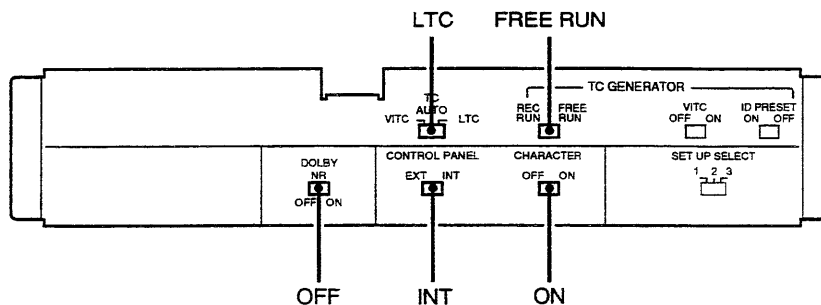 LTC FREE RUN
TC GENERATOR
TC
AUTO
VITC LTC
REC RUN FREE RUN
VITC
OFF ON
ID PRESET
ON OFF
DOLBY
NR
OFF ON
CONTROL PANEL
EXT INT
CHARACTER
OFF ON
SET UP SELECT
1 2 3
OFF INT ON